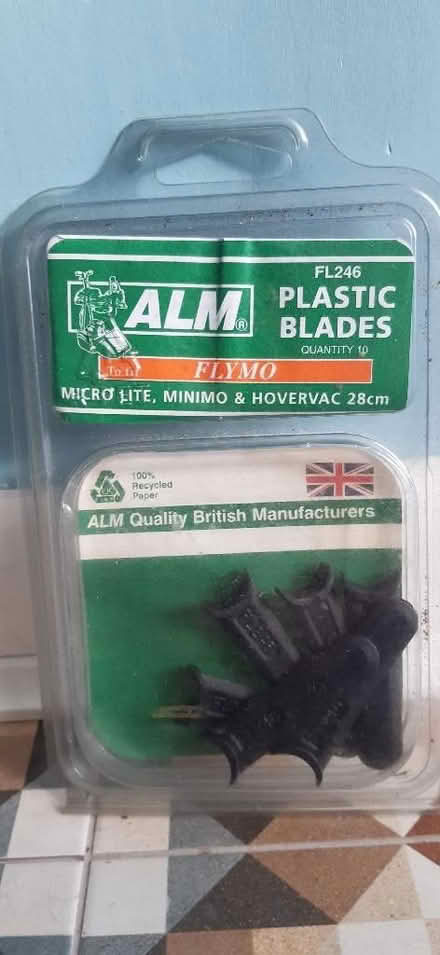 FL246
ALM®
PLASTIC
BLADES
QUANTITY 10
To fit FLYMO
MICRO LITE, MINIMO & HOVERVAC 28cm
100%
Recycled
Paper
ALM Quality British Manufacturers